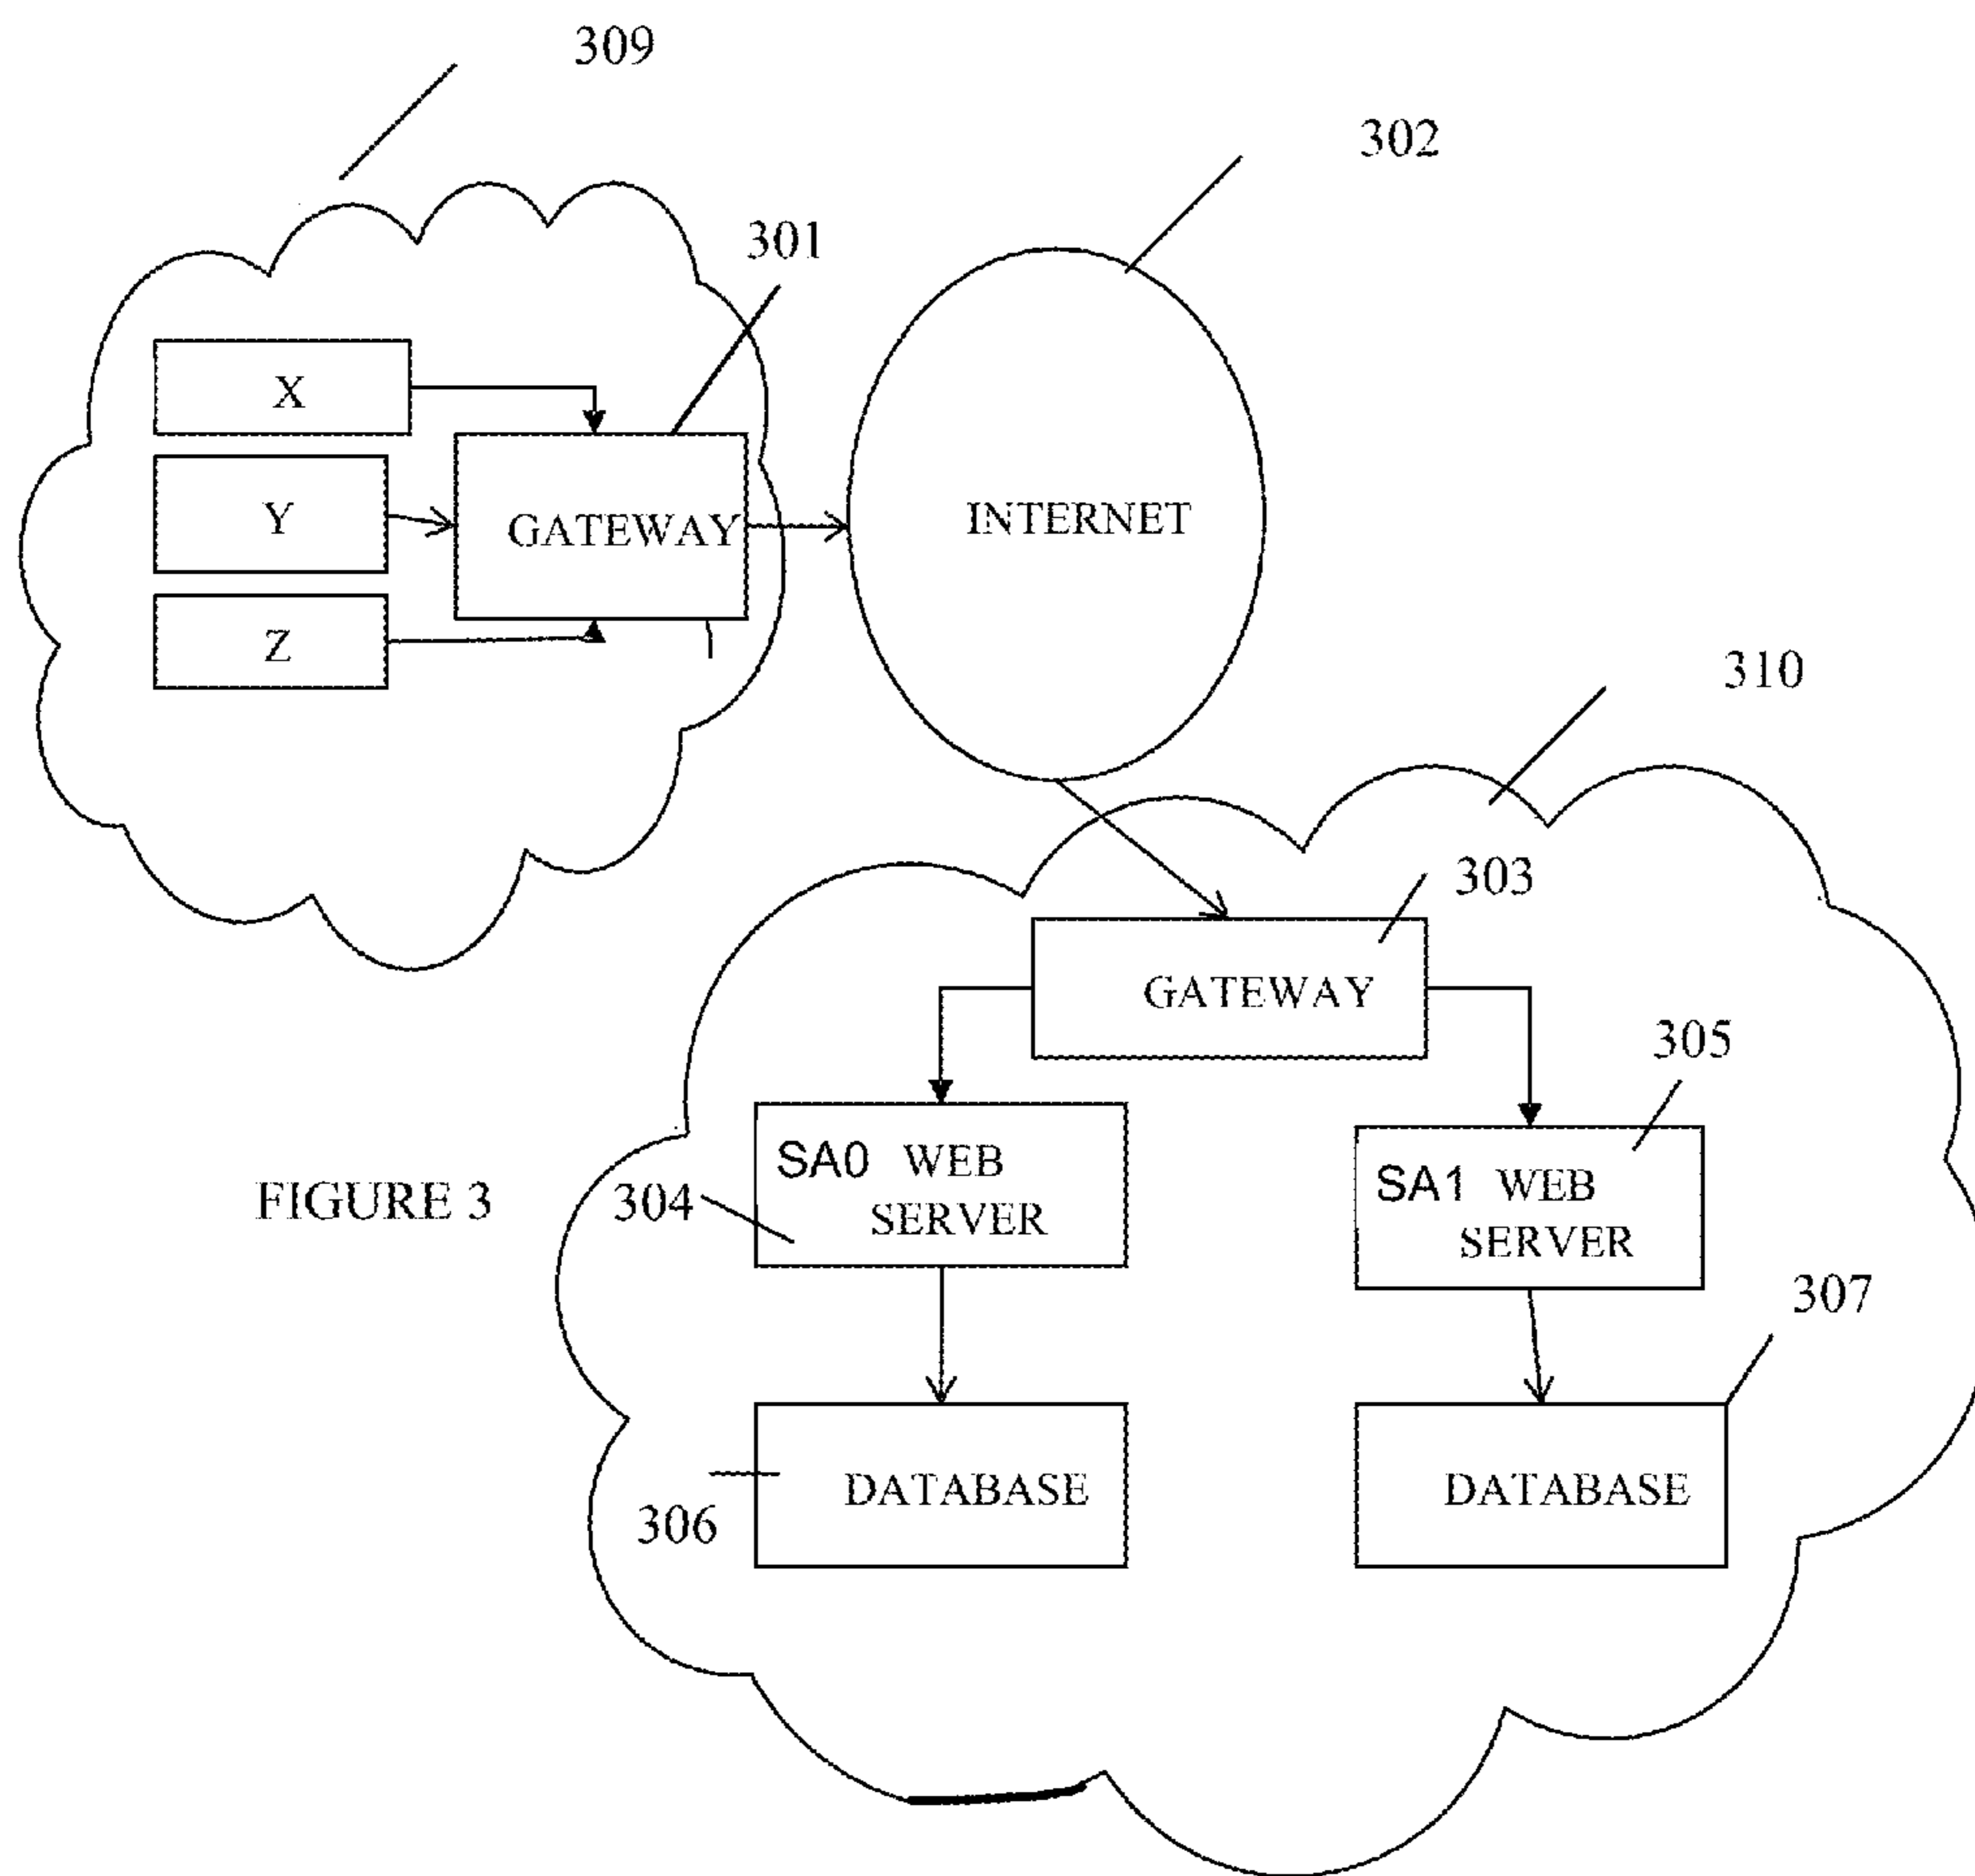 309
302
301
X
Y
GATEWAY
INTERNET
Z
310
303
GATEWAY
305
SA0 WEB
SERVER
304
SA1 WEB
SERVER
FIGURE 3
307
DATABASE
306
DATABASE